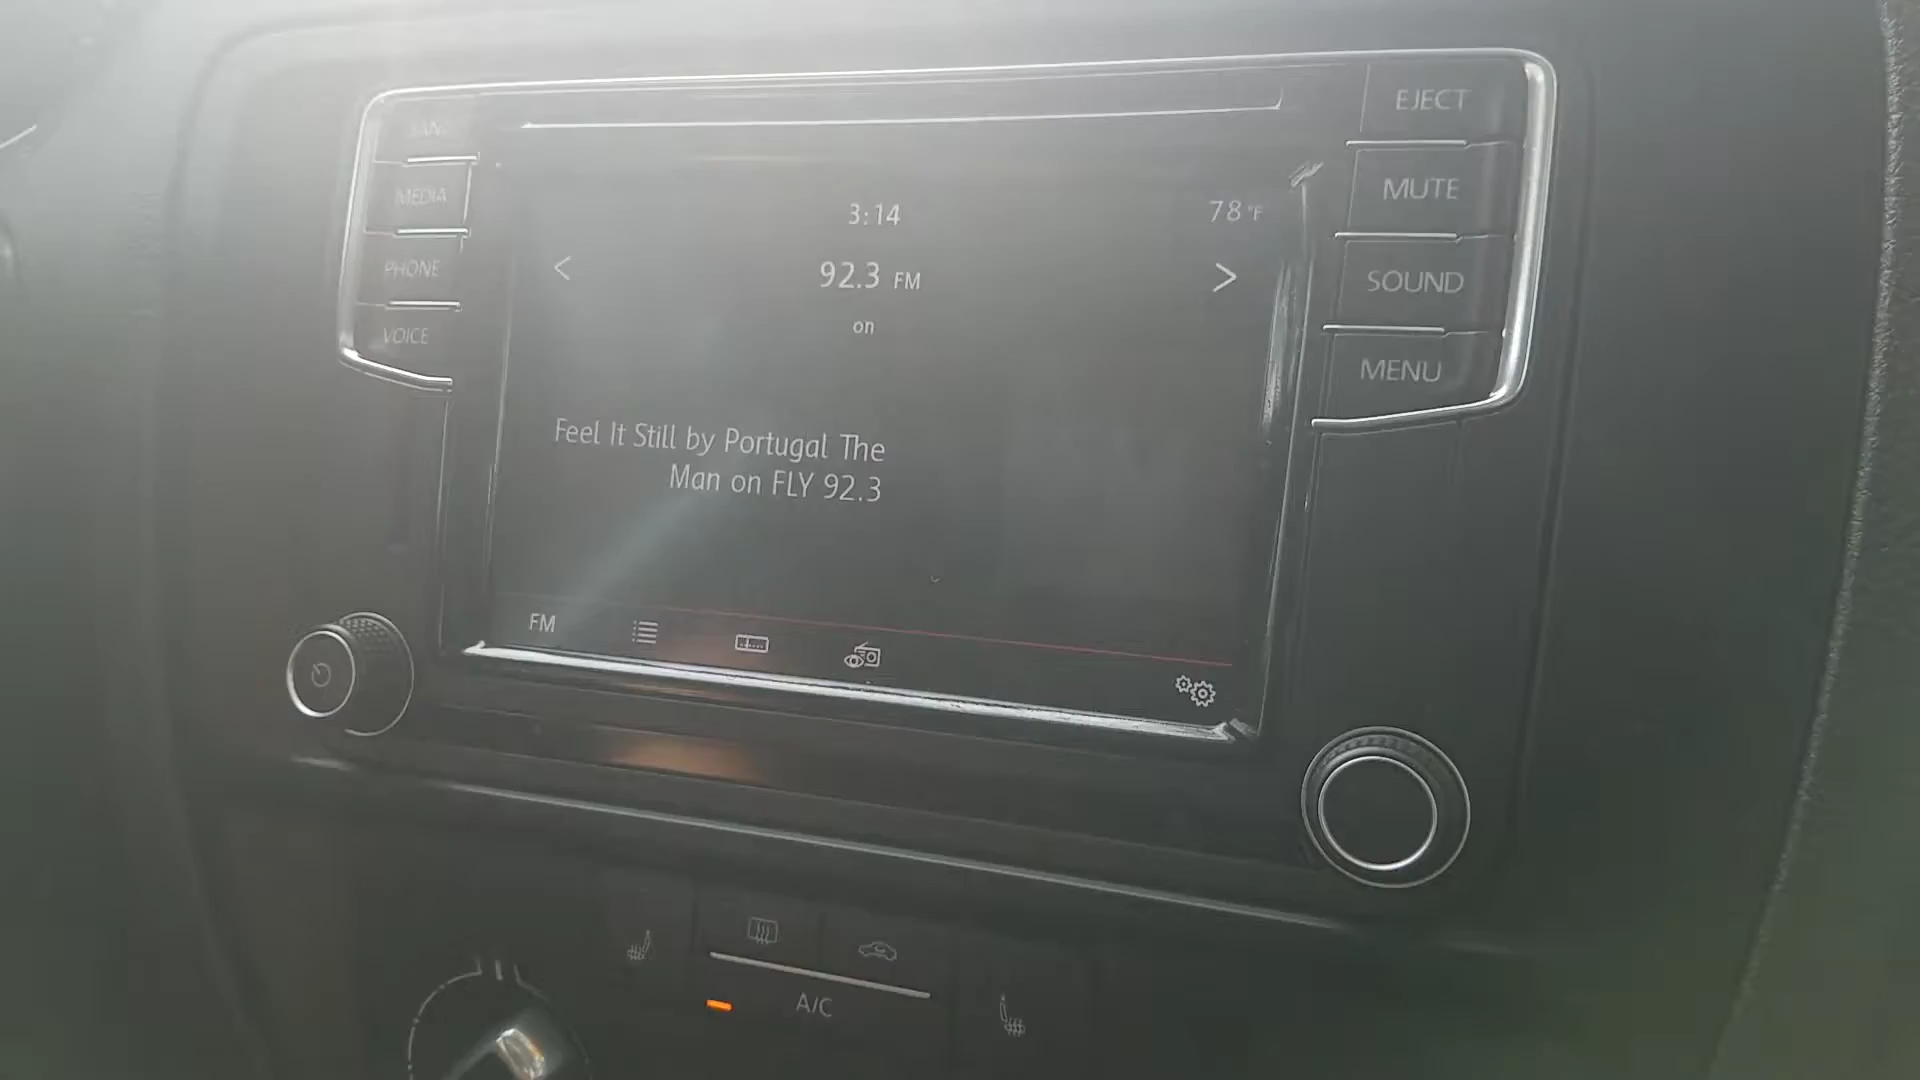 EJECT
MEDIA
MUTE
3:14
78°F
PHONE
92.3 FM
SOUND
VOICE
on
MENU
Feel It Still by Portugal The
Man on FLY 92.3
FM
A/C